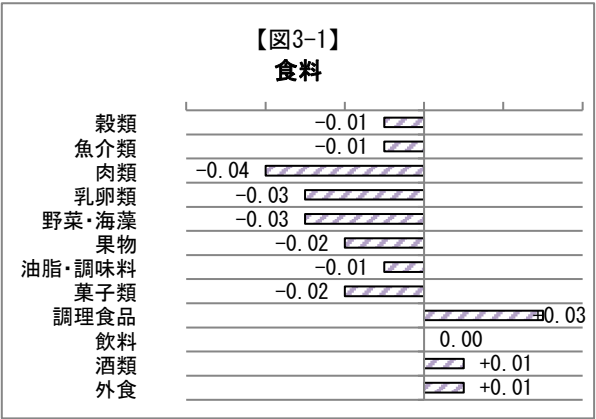 【図3-1】
食料
穀類 -0.01
魚介類 -0.01
肉類 -0.04
乳卵類 -0.03
野菜・海藻 -0.03
果物 -0.02
油脂・調味料 -0.01
菓子類 -0.02
調理食品 +0.03
飲料 0.00
酒類 +0.01
外食 +0.01